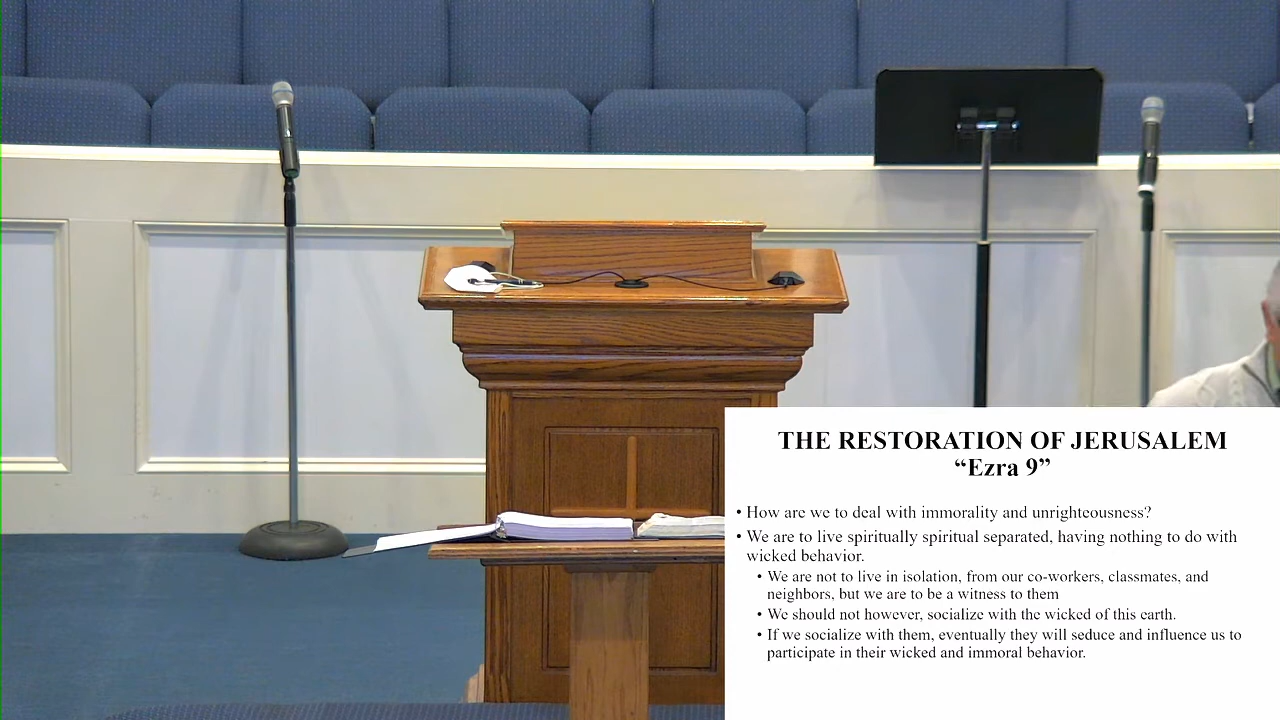 THE RESTORATION OF JERUSALEM
“Ezra 9”
• How are we to deal with immorality and unrighteousness?
• We are to live spiritually spiritual separated, having nothing to do with
wicked behavior.
• We are not to live in isolation, from our co-workers, classmates, and
neighbors, but we are to be a witness to them
• We should not however, socialize with the wicked of this earth.
• If we socialize with them, eventually they will seduce and influence us to
participate in their wicked and immoral behavior.